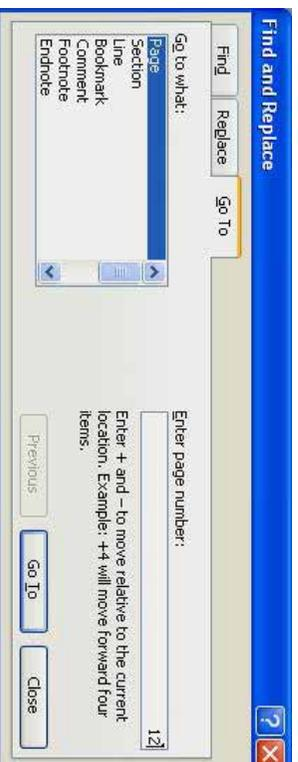 Find and Replace
?
Find Replace Go To
Go to what:
Page
Section
Line
Bookmark
Comment
Footnote
Endnote
Enter page number:
12
Enter + and – to move relative to the current
location. Example: +4 will move forward four
items.
Previous Go To Close